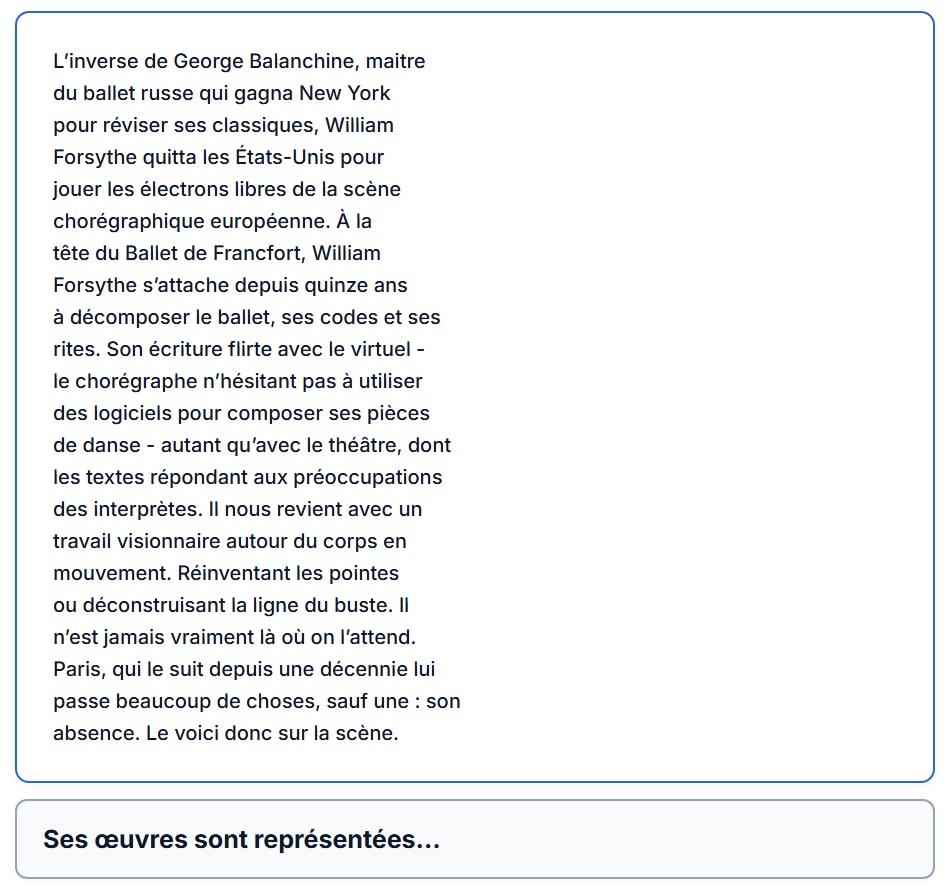 L’inverse de George Balanchine, maitre
du ballet russe qui gagna New York
pour réviser ses classiques, William
Forsythe quitta les États-Unis pour
jouer les électrons libres de la scène
chorégraphique européenne. À la
tête du Ballet de Francfort, William
Forsythe s’attache depuis quinze ans
à décomposer le ballet, ses codes et ses
rites. Son écriture flirte avec le virtuel -
le chorégraphe n’hésitant pas à utiliser
des logiciels pour composer ses pièces
de danse - autant qu’avec le théâtre, dont
les textes répondant aux préoccupations
des interprètes. Il nous revient avec un
travail visionnaire autour du corps en
mouvement. Réinventant les pointes
ou déconstruisant la ligne du buste. Il
n’est jamais vraiment là où on l’attend.
Paris, qui le suit depuis une décennie lui
passe beaucoup de choses, sauf une : son
absence. Le voici donc sur la scène.
Ses œuvres sont représentées...